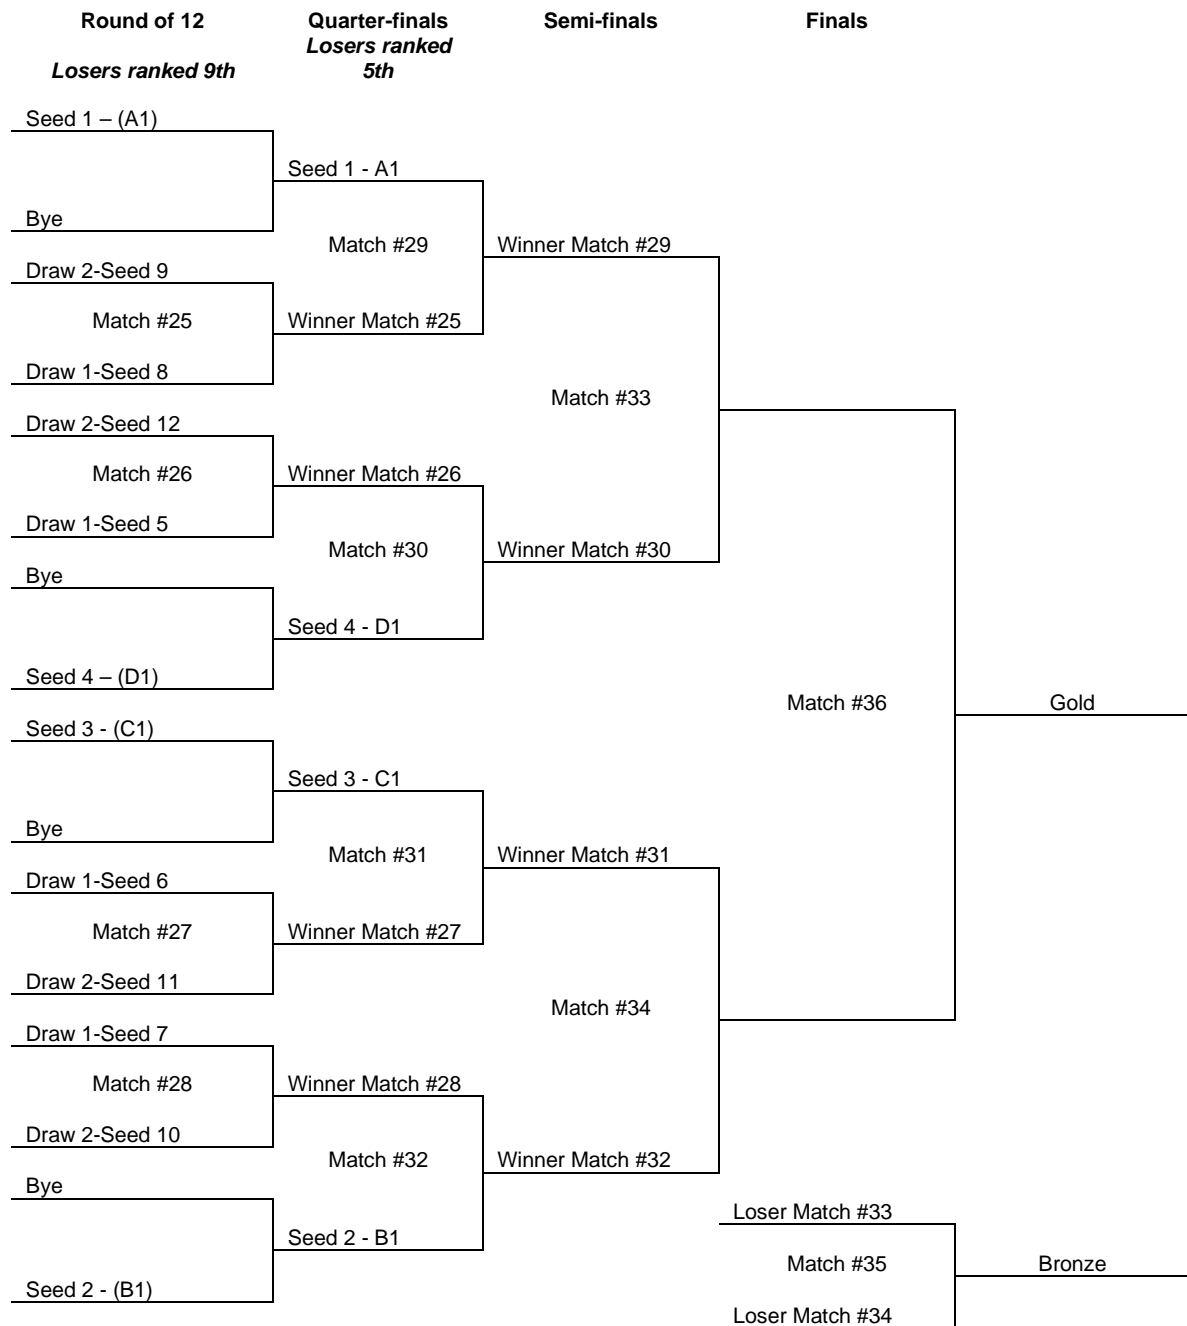 Round of 12
Quarter-finals
Semi-finals
Finals
Losers ranked 9th
Losers ranked
5th
Seed 1 – (A1)
Seed 1 - A1
Bye
Match #29
Winner Match #29
Draw 2-Seed 9
Match #25
Winner Match #25
Draw 1-Seed 8
Match #33
Draw 2-Seed 12
Match #26
Winner Match #26
Draw 1-Seed 5
Match #30
Winner Match #30
Bye
Seed 4 - D1
Seed 4 – (D1)
Match #36
Gold
Seed 3 - (C1)
Seed 3 - C1
Bye
Match #31
Winner Match #31
Draw 1-Seed 6
Match #27
Winner Match #27
Draw 2-Seed 11
Match #34
Draw 1-Seed 7
Match #28
Winner Match #28
Draw 2-Seed 10
Match #32
Winner Match #32
Bye
Loser Match #33
Seed 2 - B1
Match #35
Bronze
Seed 2 - (B1)
Loser Match #34